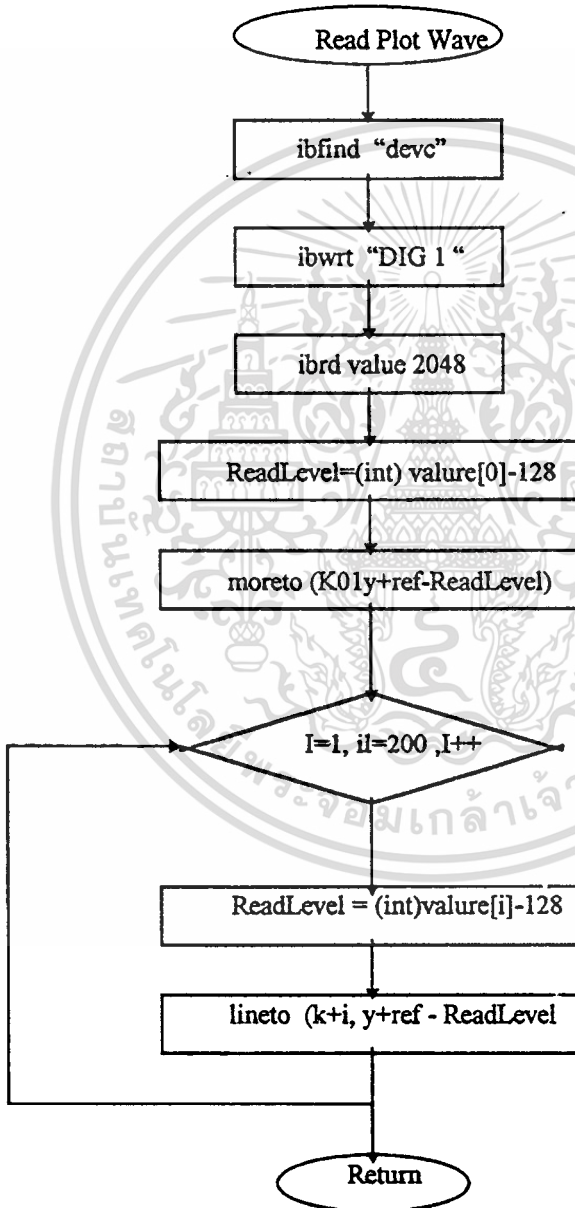 Read Plot Wave
ibfind "devc"
ibwrt "DIG 1 "
ibrd value 2048
ReadLevel=(int) valure[0]-128
moreto (K01y+ref-ReadLevel)
I=1, il=200 ,I++
ReadLevel = (int)valure[i]-128
lineto (k+i, y+ref - ReadLevel
Return